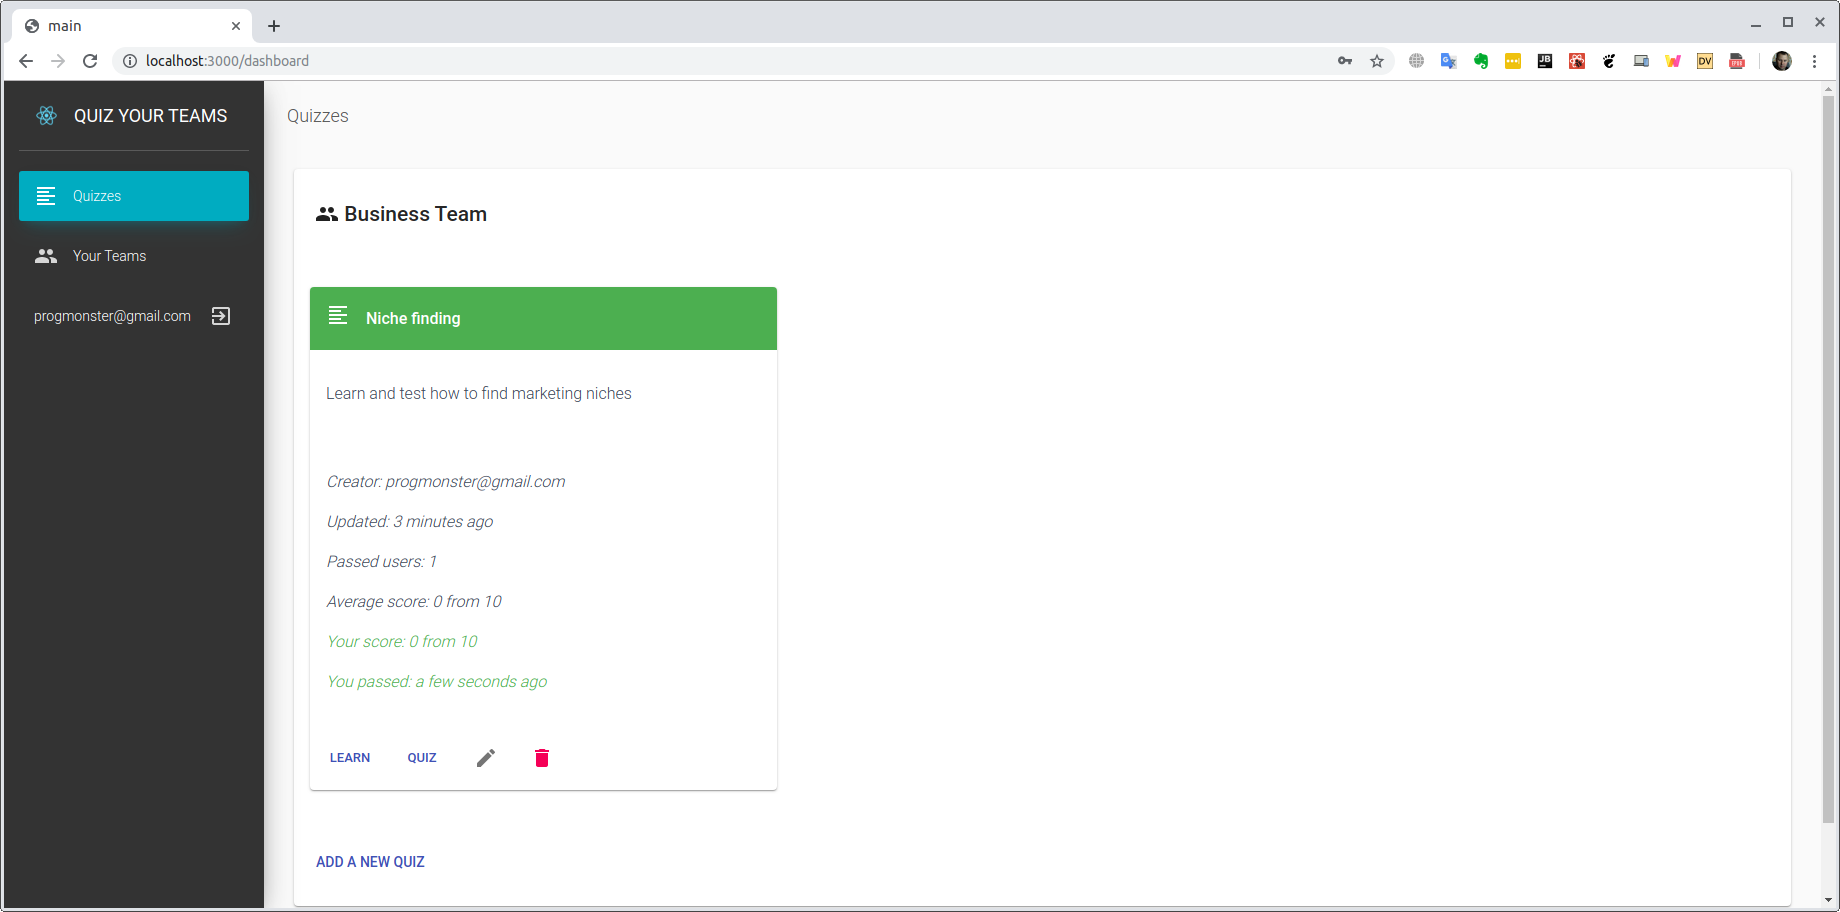 main
localhost:3000/dashboard
JB
DV
QUIZ YOUR TEAMS
Quizzes
Your Teams
progmonster@gmail.com
Quizzes
Business Team
Niche finding
Learn and test how to find marketing niches
Creator: progmonster@gmail.com
Updated: 3 minutes ago
Passed users: 1
Average score: 0 from 10
Your score: 0 from 10
You passed: a few seconds ago
LEARN
QUIZ
ADD A NEW QUIZ